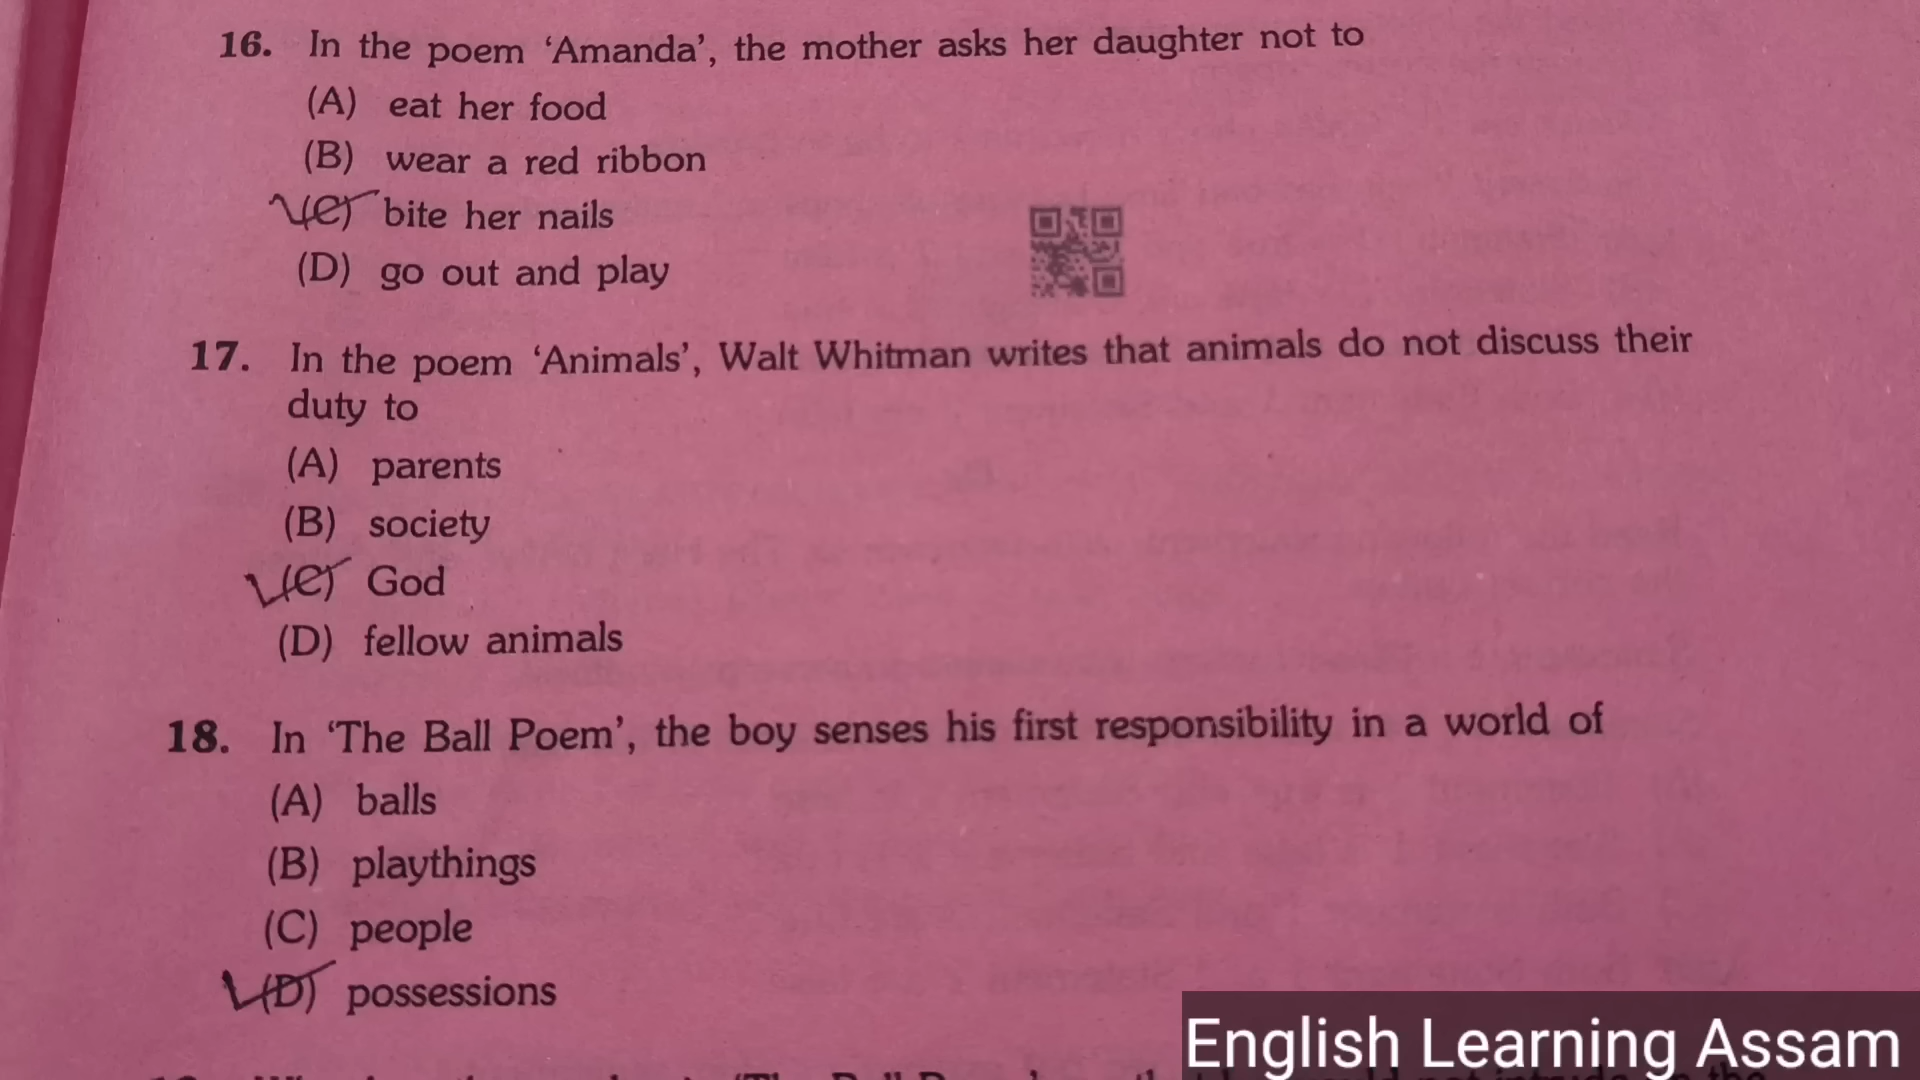 16. In the poem ‘Amanda’, the mother asks her daughter not to
(A) eat her food
(B) wear a red ribbon
(C) bite her nails
(D) go out and play
17. In the poem ‘Animals’, Walt Whitman writes that animals do not discuss their
duty to
(A) parents
(B) society
(C) God
(D) fellow animals
18. In ‘The Ball Poem’, the boy senses his first responsibility in a world of
(A) balls
(B) playthings
(C) people
(D) possessions
English Learning Assam